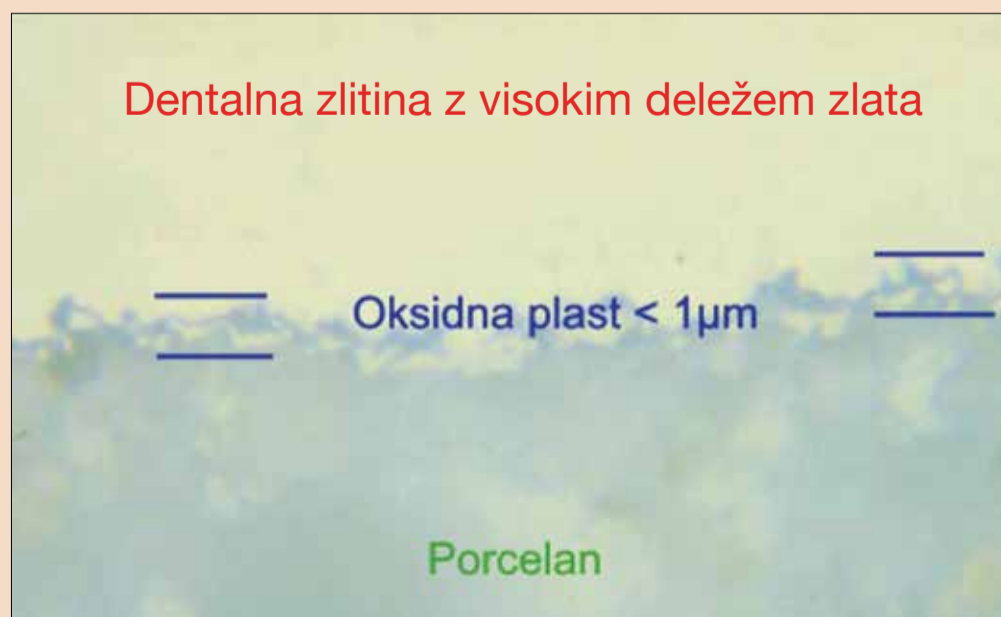 Dentalna zlitina z visokim deležem zlata
Oksidna plast < 1µm
Porcelan